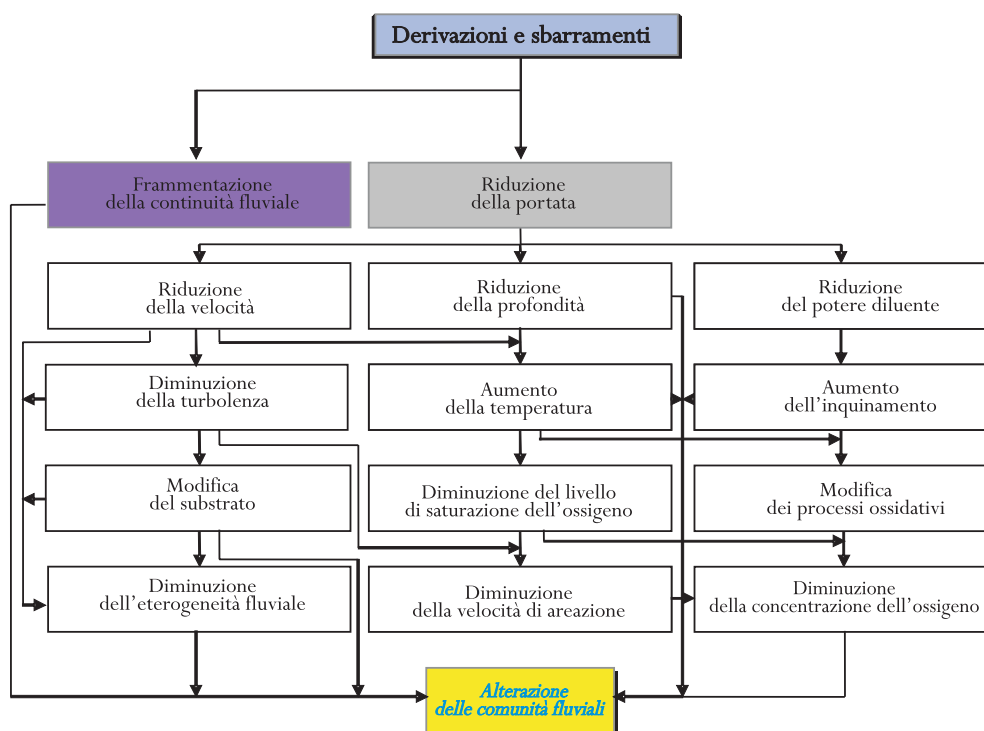 Derivazioni e sbarramenti
Frammentazione
della continuità fluviale
Riduzione
della portata
Riduzione
della velocità
Riduzione
della profondità
Riduzione
del potere diluente
Diminuzione
della turbolenza
Aumento
della temperatura
Aumento
dell'inquinamento
Modifica
del substrato
Diminuzione del livello
di saturazione dell'ossigeno
Modifica
dei processi ossidativi
Diminuzione
dell'eterogeneità fluviale
Diminuzione
della velocità di areazione
Diminuzione
della concentrazione dell'ossigeno
Alterazione
delle comunità fluviali